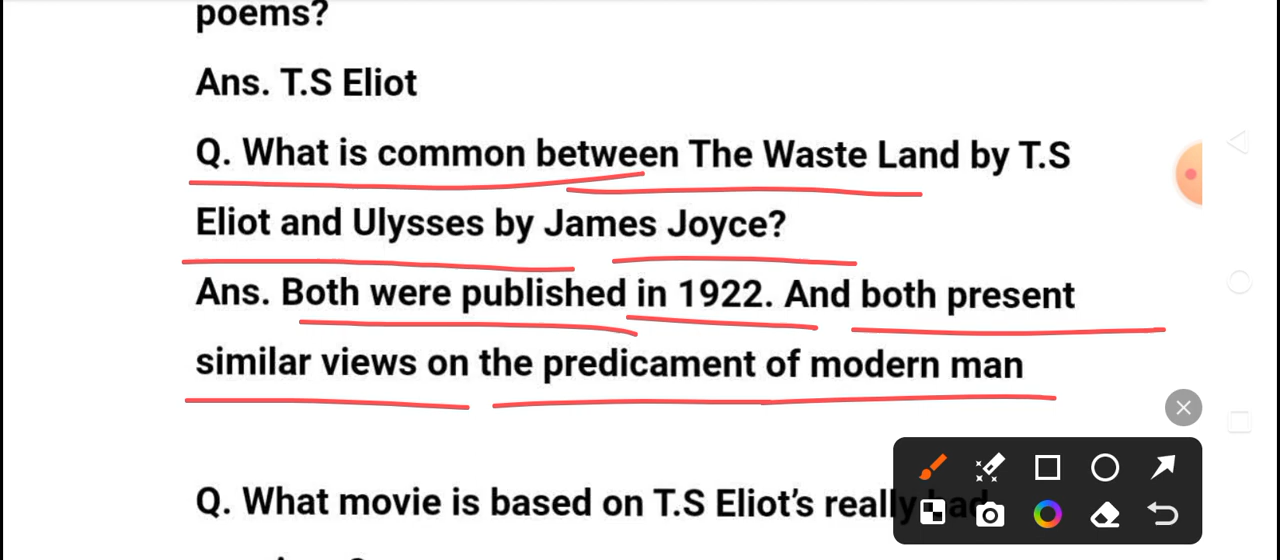 poems?
Ans. T.S Eliot
Q. What is common between The Waste Land by T.S
Eliot and Ulysses by James Joyce?
Ans. Both were published in 1922. And both present
similar views on the predicament of modern man
Q. What movie is based on T.S Eliot's really bad